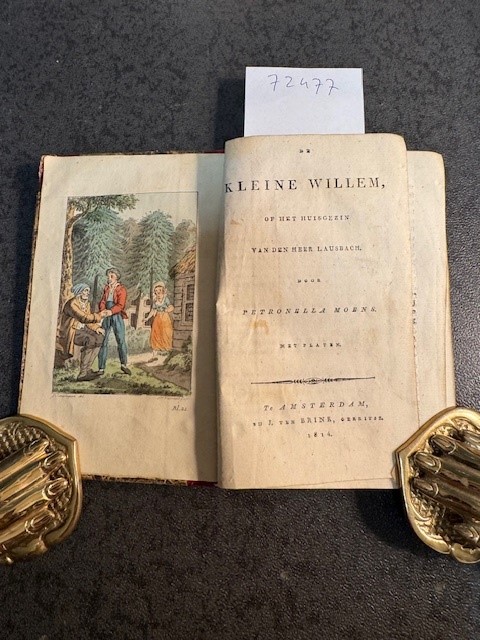 72477
DE
KLEINE WILLEM,
OF HET HUISGEZIN
VAN DEN HEER LAUSBACH.
DOOR
PETRONELLA MOENS.
MET PLATEN.
Te AMSTERDAM,
BIJ J. TEN BRINK, GERRITSZ.
1814.